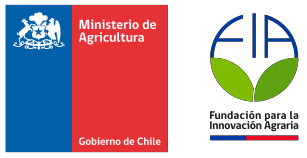 Ministerio de
Agricultura
Gobierno de Chile
FIA
Fundación para la
Innovación Agraria